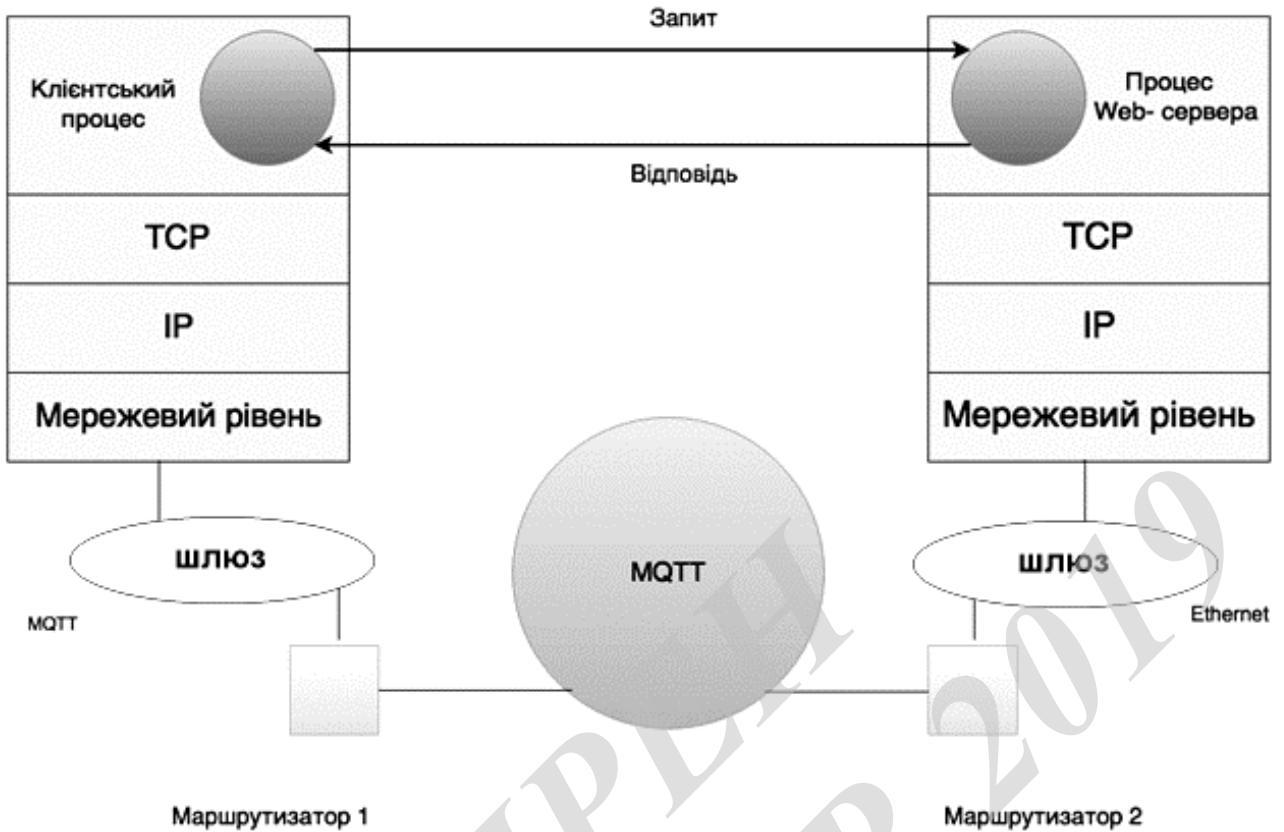 Запит
Клієнтський
процес
Процес
Web- сервера
Відповідь
TCP
TCP
IP
IP
Мережевий рівень
Мережевий рівень
шлюз
MQTT
шлюз
MQTT
Ethernet
2019
Маршрутизатор 1
Маршрутизатор 2